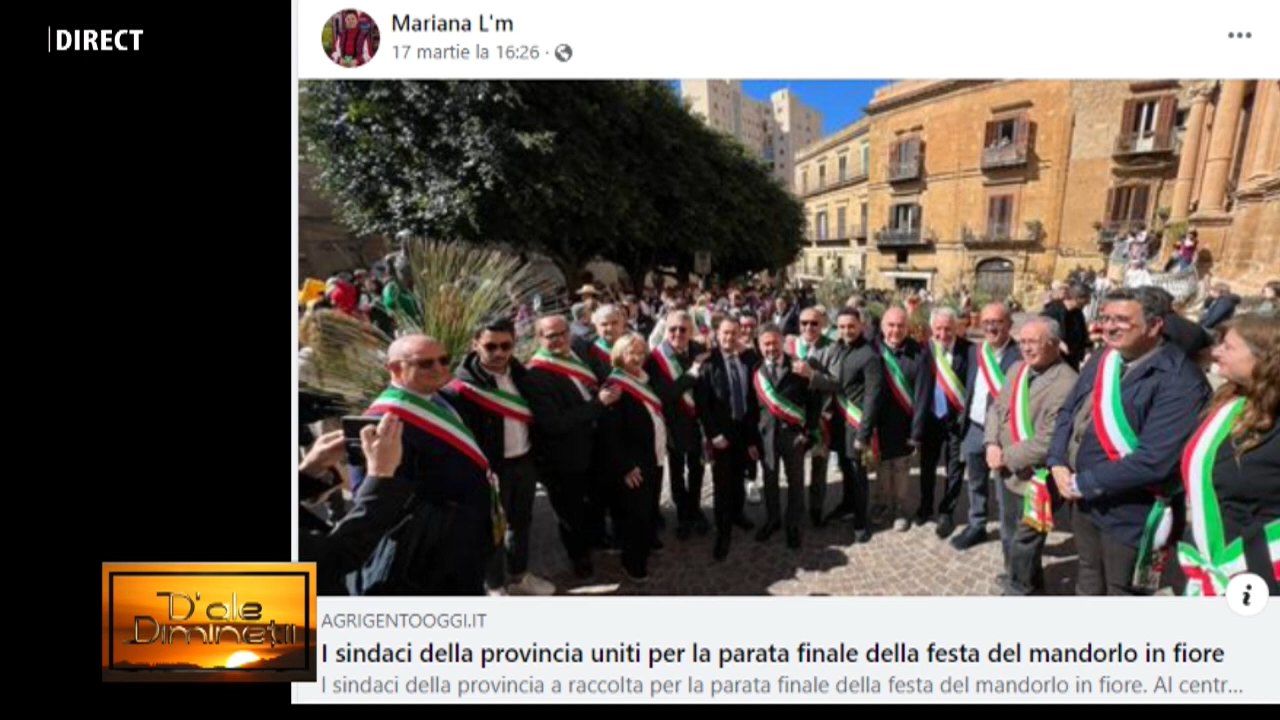 DIRECT
Mariana L'm
17 martie la 16:26 ·
AGRIGENTOOGGI.IT
I sindaci della provincia uniti per la parata finale della festa del mandorlo in fiore
I sindaci della provincia a raccolta per la parata finale della festa del mandorlo in fiore. Al centr...
D'ale
Dimineții